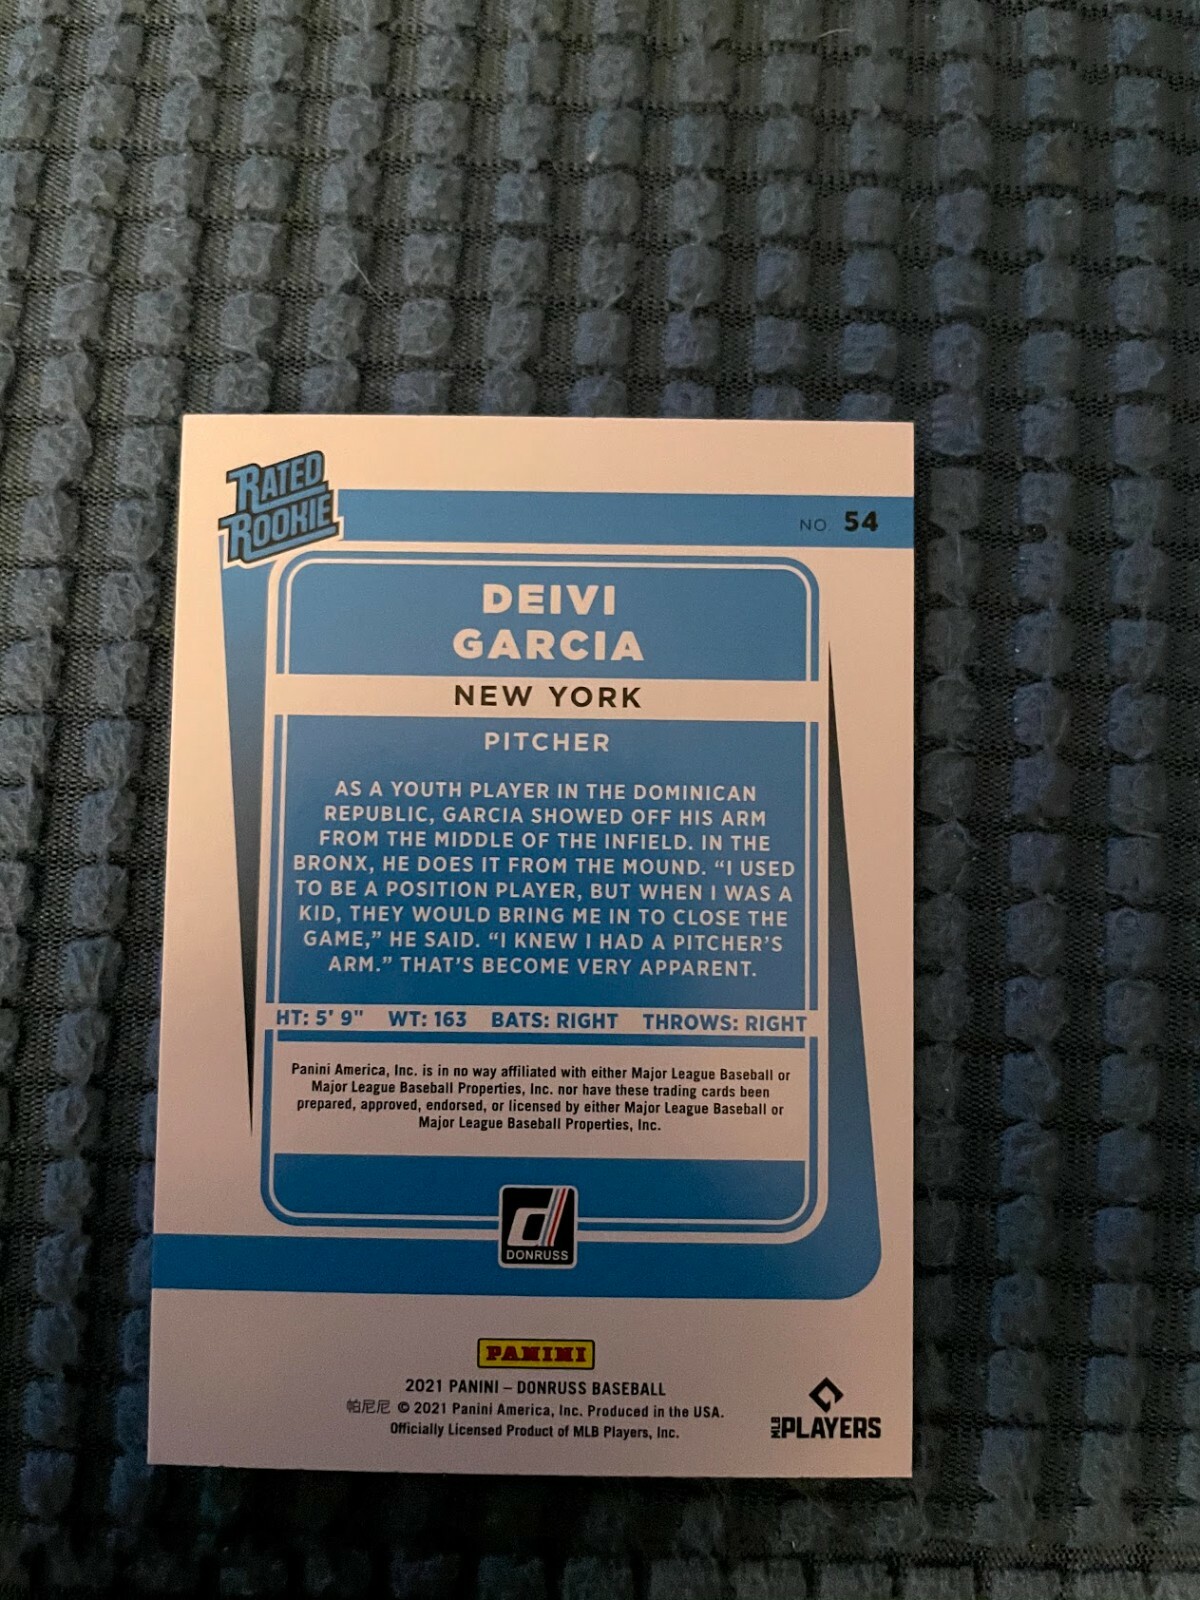 RATED
ROOKIE
NO. 54
DEIVI
GARCIA
NEW YORK
PITCHER
AS A YOUTH PLAYER IN THE DOMINICAN
REPUBLIC, GARCIA SHOWED OFF HIS ARM
FROM THE MIDDLE OF THE INFIELD. IN THE
BRONX, HE DOES IT FROM THE MOUND. “I USED
TO BE A POSITION PLAYER, BUT WHEN I WAS A
KID, THEY WOULD BRING ME IN TO CLOSE THE
GAME,” HE SAID. “I KNEW I HAD A PITCHER’S
ARM.” THAT’S BECOME VERY APPARENT.
HT: 5' 9" WT: 163 BATS: RIGHT THROWS: RIGHT
Panini America, Inc. is in no way affiliated with either Major League Baseball or
Major League Baseball Properties, Inc. nor have these trading cards been
prepared, approved, endorsed, or licensed by either Major League Baseball or
Major League Baseball Properties, Inc.
d
DONRUSS
PANINI
2021 PANINI – DONRUSS BASEBALL
帕尼尼 © 2021 Panini America, Inc. Produced in the USA.
Officially Licensed Product of MLB Players, Inc.
MLB PLAYERS